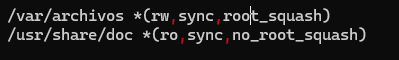 /var/archivos *(rw,sync,root_squash)
/usr/share/doc *(ro,sync,no_root_squash)